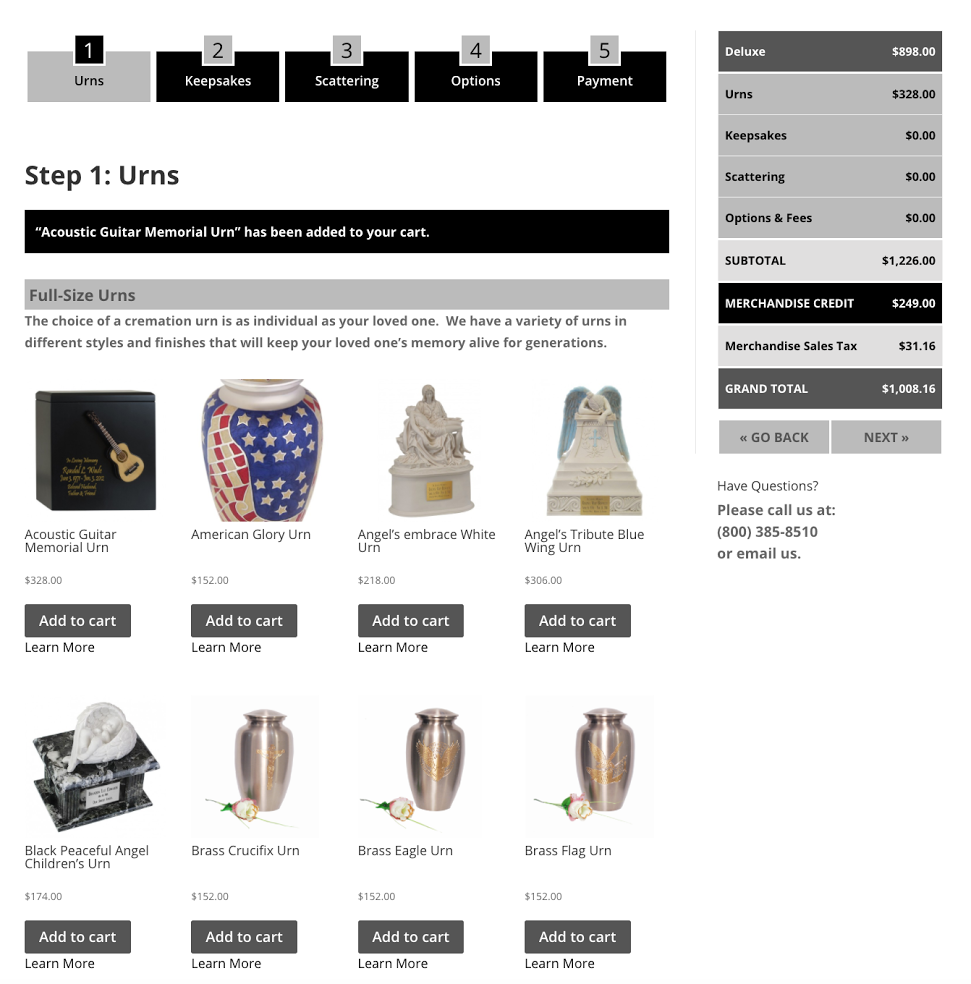 1
Urns
2
Keepsakes
3
Scattering
4
Options
5
Payment
Step 1: Urns
“Acoustic Guitar Memorial Urn” has been added to your cart.
Full-Size Urns
The choice of a cremation urn is as individual as your loved one.  We have a variety of urns in
different styles and finishes that will keep your loved one’s memory alive for generations.
In Loving Memory
Acoustic Guitar
Memorial Urn
$328.00
Add to cart
Learn More
American Glory Urn
$152.00
Add to cart
Learn More
Angel’s embrace White
Urn
$218.00
Add to cart
Learn More
Angel’s Tribute Blue
Wing Urn
$306.00
Add to cart
Learn More
Black Peaceful Angel
Children’s Urn
$174.00
Add to cart
Learn More
Brass Crucifix Urn
$152.00
Add to cart
Learn More
Brass Eagle Urn
$152.00
Add to cart
Learn More
Brass Flag Urn
$152.00
Add to cart
Learn More
Deluxe $898.00
Urns $328.00
Keepsakes $0.00
Scattering $0.00
Options & Fees $0.00
SUBTOTAL $1,226.00
MERCHANDISE CREDIT $249.00
Merchandise Sales Tax $31.16
GRAND TOTAL $1,008.16
« GO BACK
NEXT »
Have Questions?
Please call us at:
(800) 385-8510
or email us.